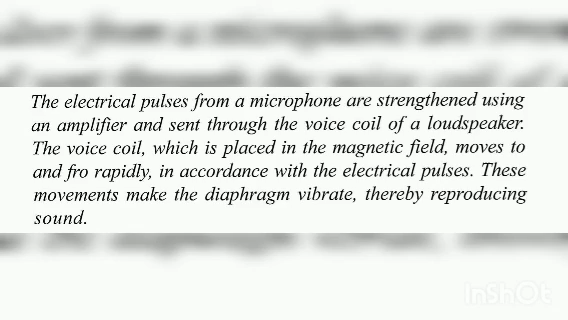 The electrical pulses from a microphone are strengthened using
an amplifier and sent through the voice coil of a loudspeaker.
The voice coil, which is placed in the magnetic field, moves to
and fro rapidly, in accordance with the electrical pulses. These
movements make the diaphragm vibrate, thereby reproducing
sound.
InShOt